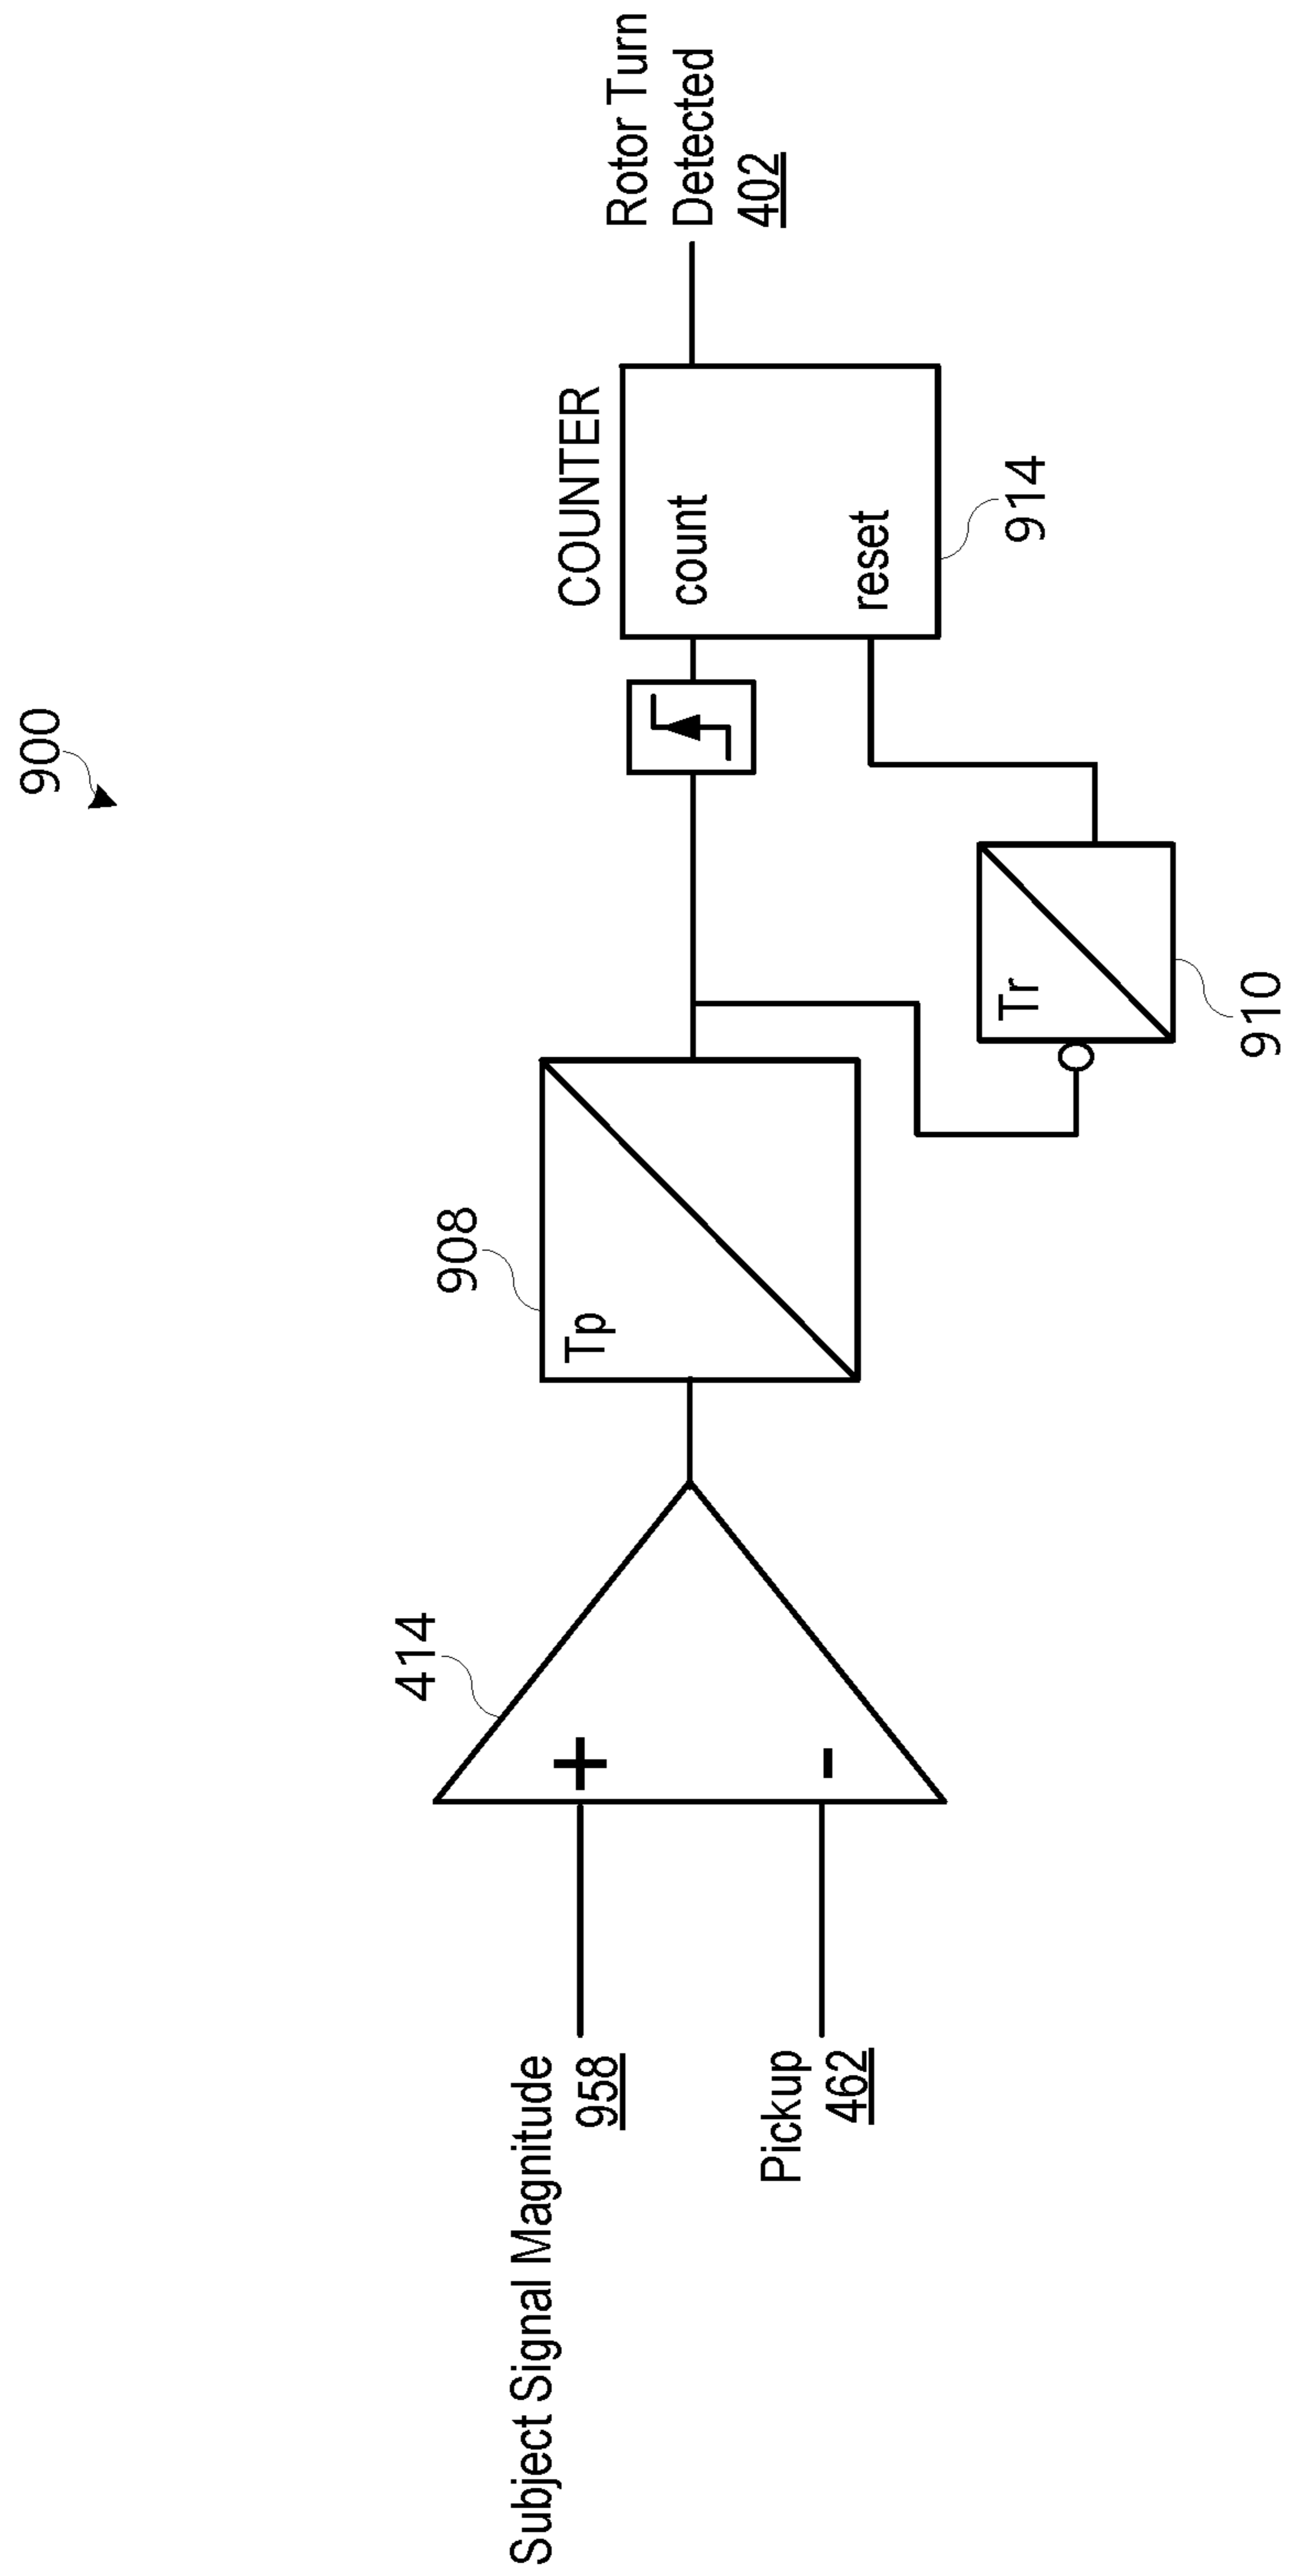 900
Subject Signal Magnitude
958
Pickup
462
414
+
-
908
Tp
Tr
910
COUNTER
count
reset
914
Rotor Turn
Detected
402